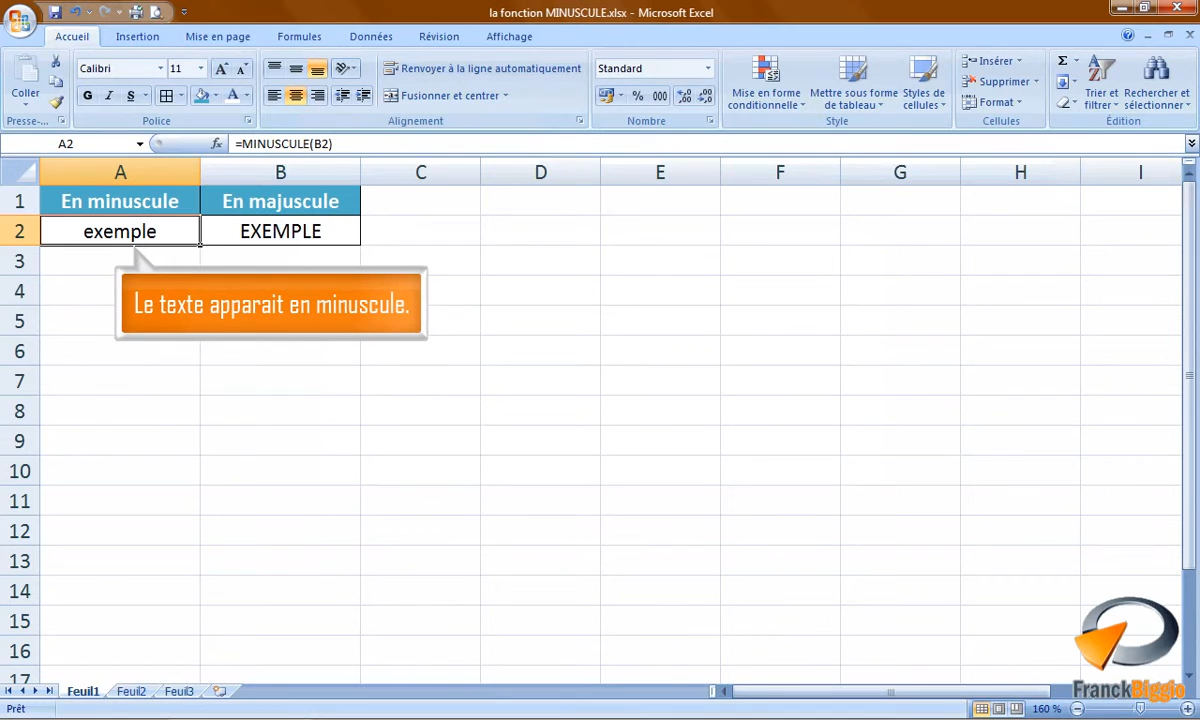 la fonction MINUSCULE.xlsx - Microsoft Excel
Accueil Insertion Mise en page Formules Données Révision Affichage
Calibri 11 Renvoyer à la ligne automatiquement Standard Insérer Σ
Coller Mise en forme conditionnelle Mettre sous forme de tableau Styles de cellules Supprimer Trier et filtrer Rechercher et sélectionner
G I S A Fusionner et centrer % 000 Format
Presse-... Police Alignement Nombre Style Cellules Édition
A2 fx =MINUSCULE(B2)
A B C D E F G H I
1 En minuscule En majuscule
2 exemple EXEMPLE
3
Le texte apparait en minuscule.
4
5
6
7
8
9
10
11
12
13
14
15
16
17
FranckBiggio
Feuil1 Feuil2 Feuil3
Prêt 160 %